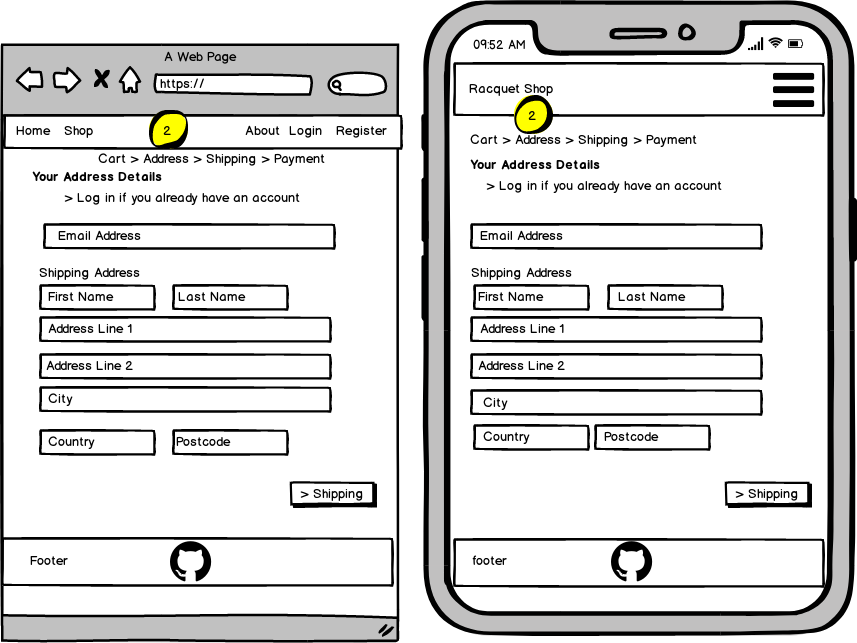 A Web Page
https://
Home Shop 2 About Login Register
Cart > Address > Shipping > Payment
Your Address Details
> Log in if you already have an account
Email Address
Shipping Address
First Name Last Name
Address Line 1
Address Line 2
City
Country Postcode
> Shipping
Footer
09:52 AM
Racquet Shop
2
Cart > Address > Shipping > Payment
Your Address Details
> Log in if you already have an account
Email Address
Shipping Address
First Name Last Name
Address Line 1
Address Line 2
City
Country Postcode
> Shipping
footer